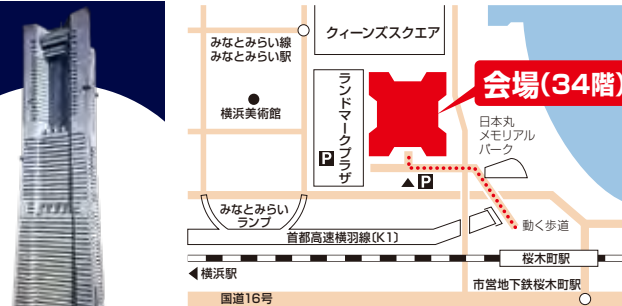 クィーンズスクエア
みなとみらい線
みなとみらい駅
会場(34階)
横浜美術館
ランドマークプラザ
日本丸
メモリアル
パーク
P
P
みなとみらい
ランプ
動く歩道
首都高速横羽線(K1)
桜木町駅
横浜駅
市営地下鉄桜木町駅
国道16号